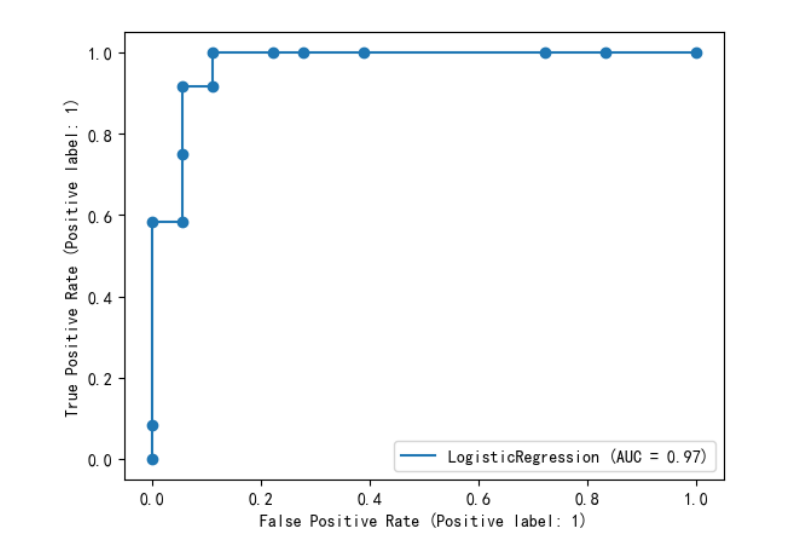 1.0
0.8
0.6
0.4
0.2
0.0
True Positive Rate (Positive label: 1)
LogisticRegression (AUC = 0.97)
0.0 0.2 0.4 0.6 0.8 1.0
False Positive Rate (Positive label: 1)